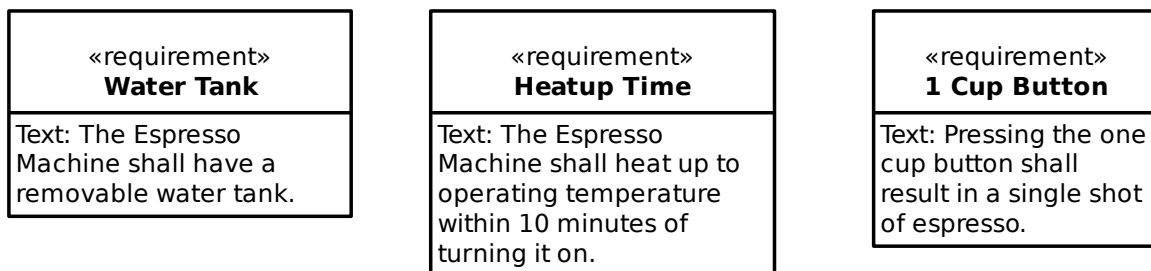 «requirement»
Water Tank
Text: The Espresso
Machine shall have a
removable water tank.
«requirement»
Heatup Time
Text: The Espresso
Machine shall heat up to
operating temperature
within 10 minutes of
turning it on.
«requirement»
1 Cup Button
Text: Pressing the one
cup button shall
result in a single shot
of espresso.